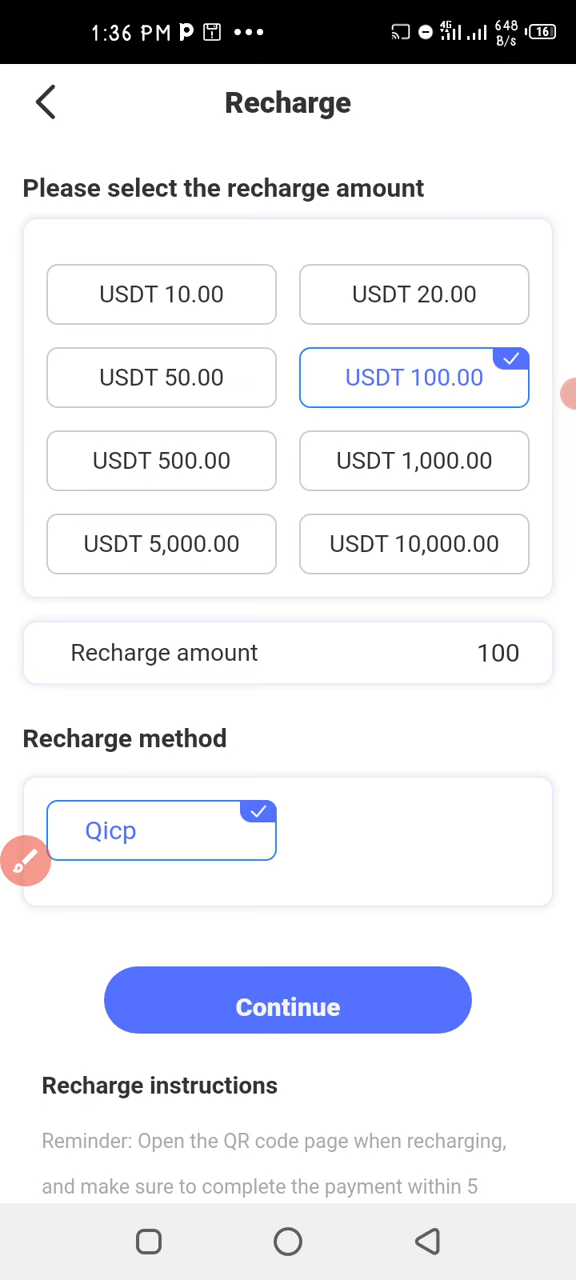 1:36 PM
4G
648
B/s
16
Recharge
Please select the recharge amount
USDT 10.00
USDT 20.00
USDT 50.00
USDT 100.00
USDT 500.00
USDT 1,000.00
USDT 5,000.00
USDT 10,000.00
Recharge amount 100
Recharge method
Qicp
Continue
Recharge instructions
Reminder: Open the QR code page when recharging,
and make sure to complete the payment within 5